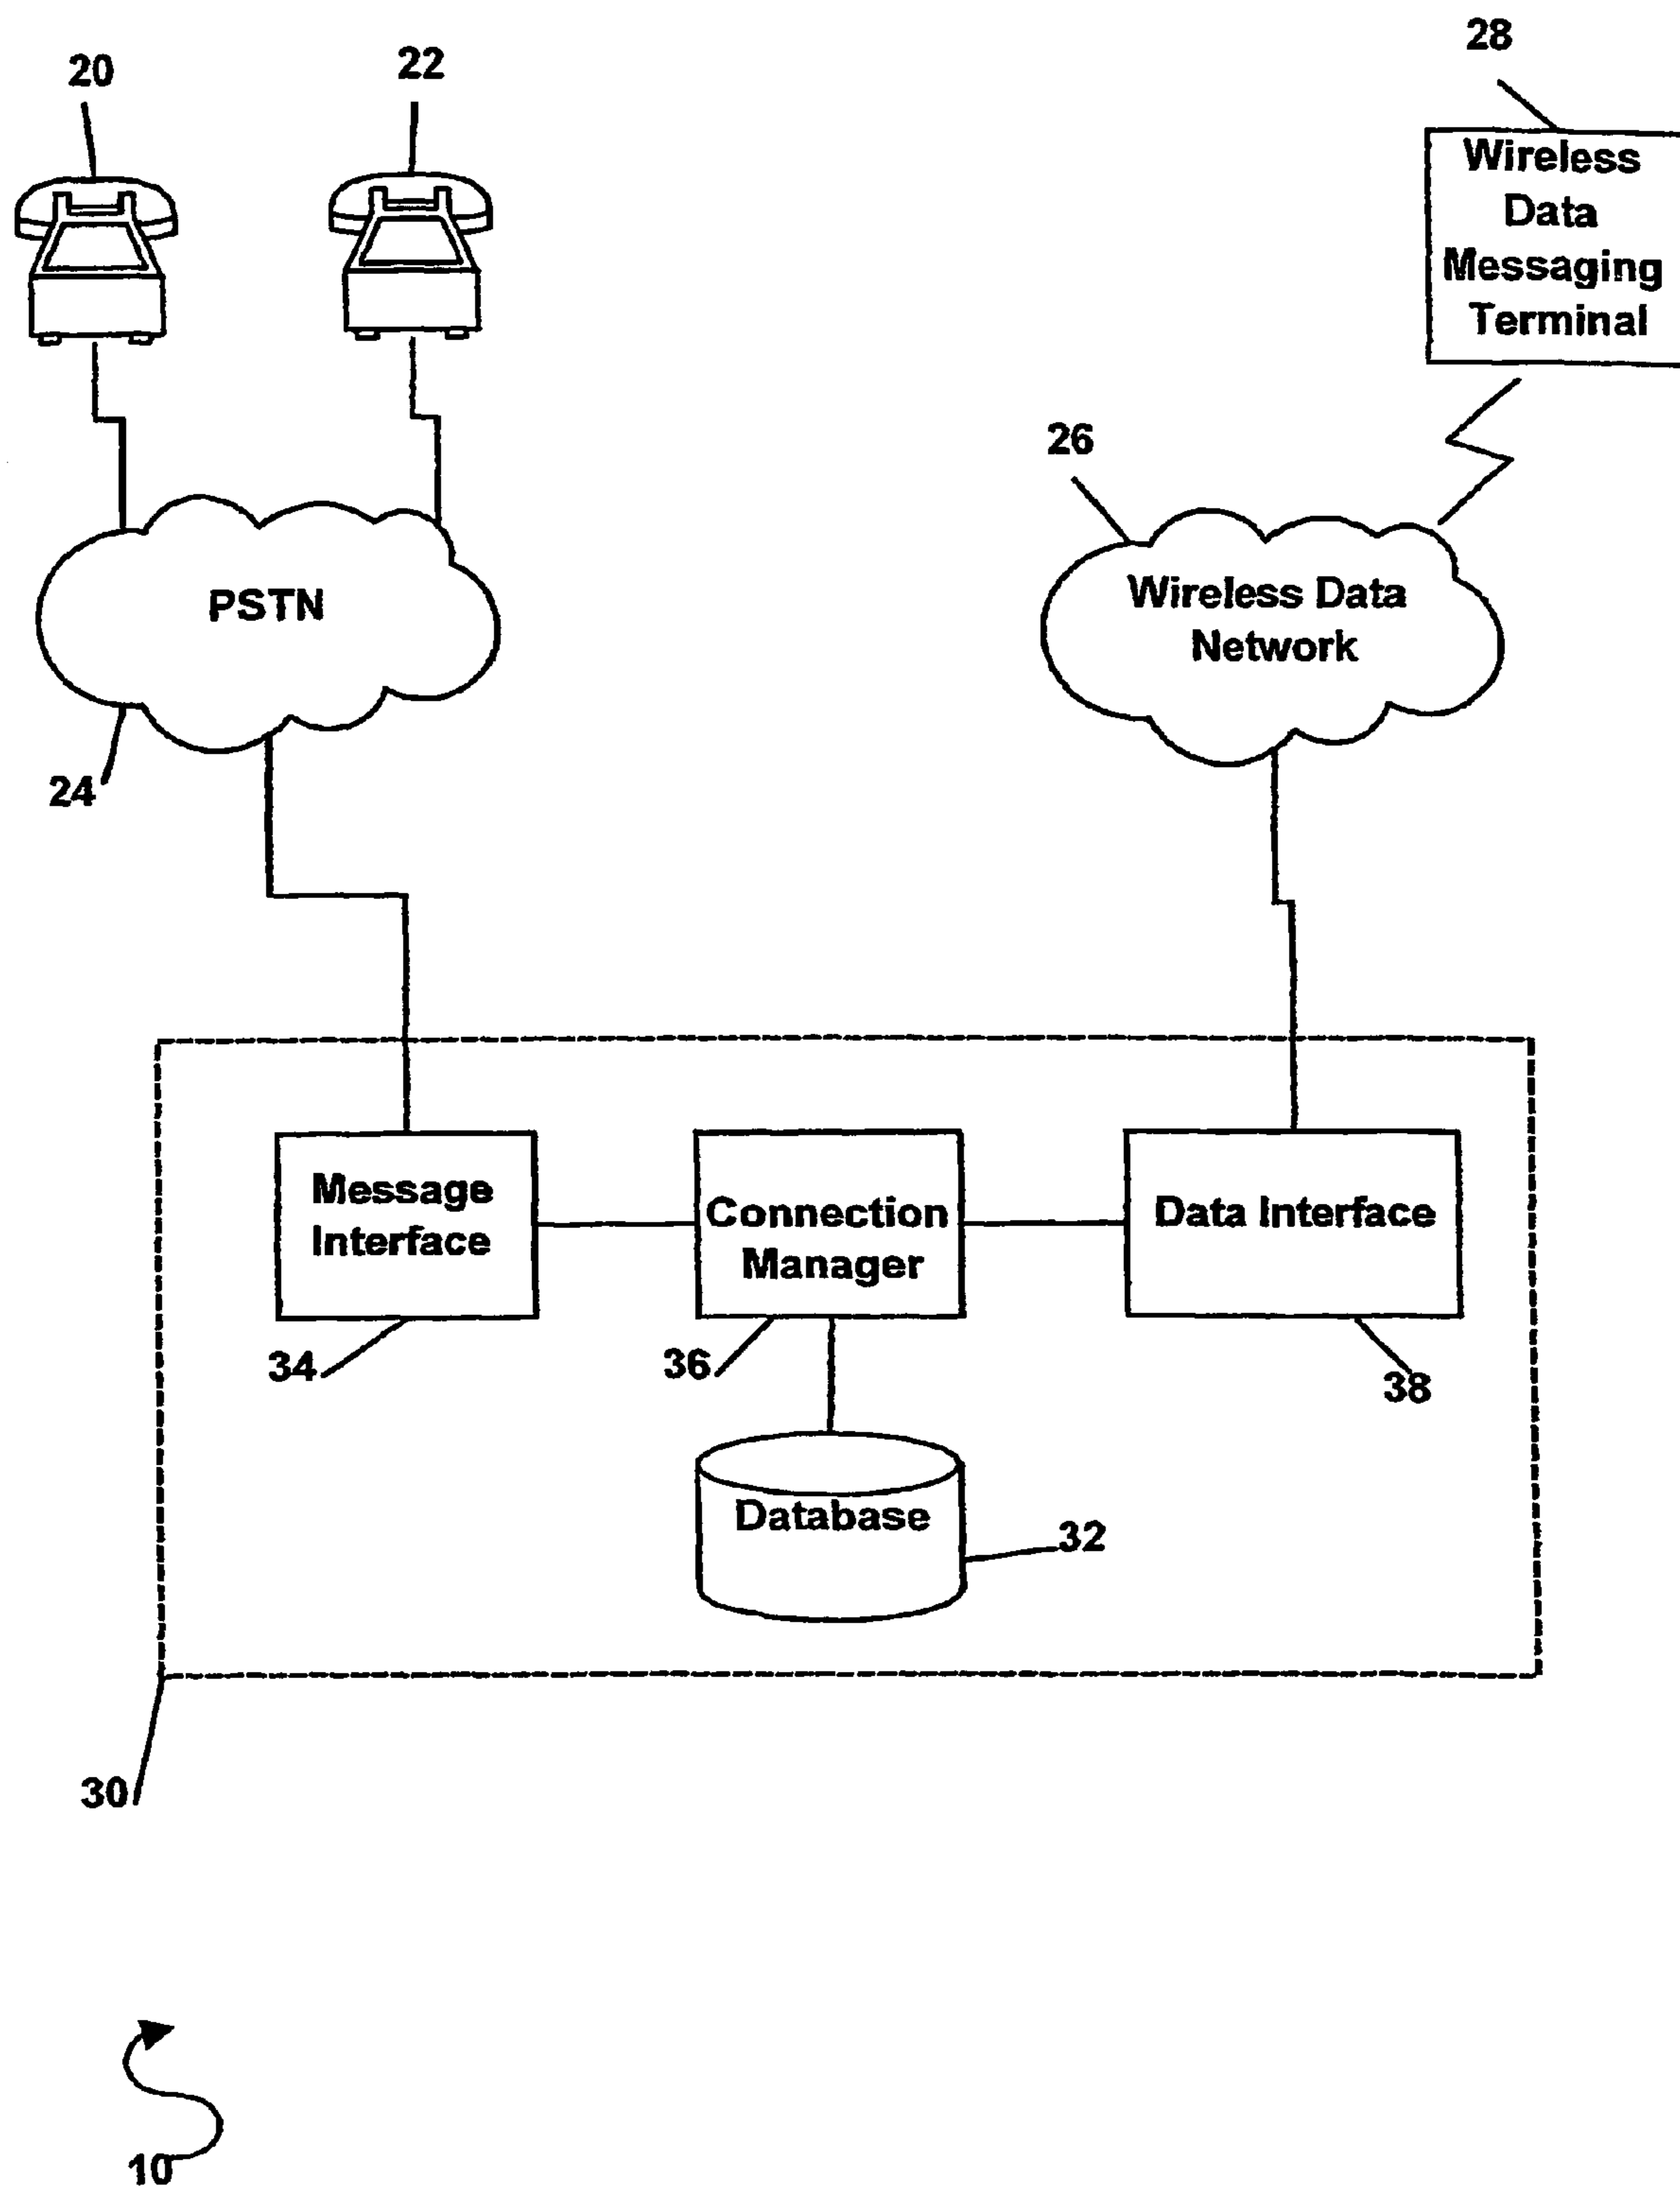 20
22
28
Wireless
Data
Messaging
Terminal
26
PSTN
Wireless Data
Network
24
Message
Interface
Connection
Manager
Data Interface
34
36
38
Database
32
30
10